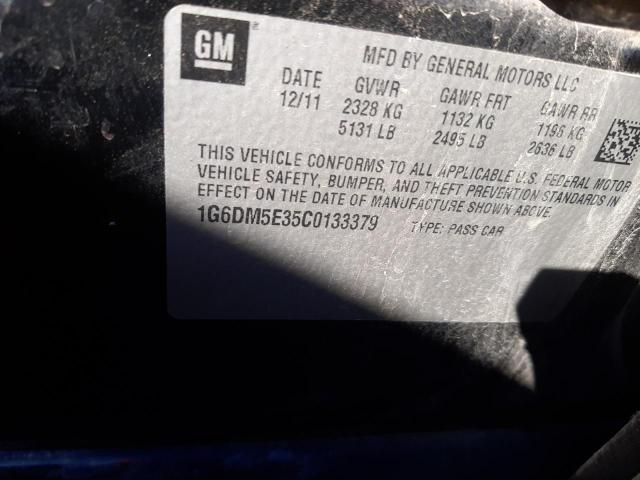 GM
MFD BY GENERAL MOTORS LLC
DATE GVWR GAWR FRT GAWR RR
12/11 2328 KG 1132 KG 1196 KG
5131 LB 2495 LB 2636 LB
THIS VEHICLE CONFORMS TO ALL APPLICABLE U.S. FEDERAL MOTOR
VEHICLE SAFETY, BUMPER, AND THEFT PREVENTION STANDARDS IN
EFFECT ON THE DATE OF MANUFACTURE SHOWN ABOVE.
1G6DM5E35C0133379 TYPE: PASS CAR